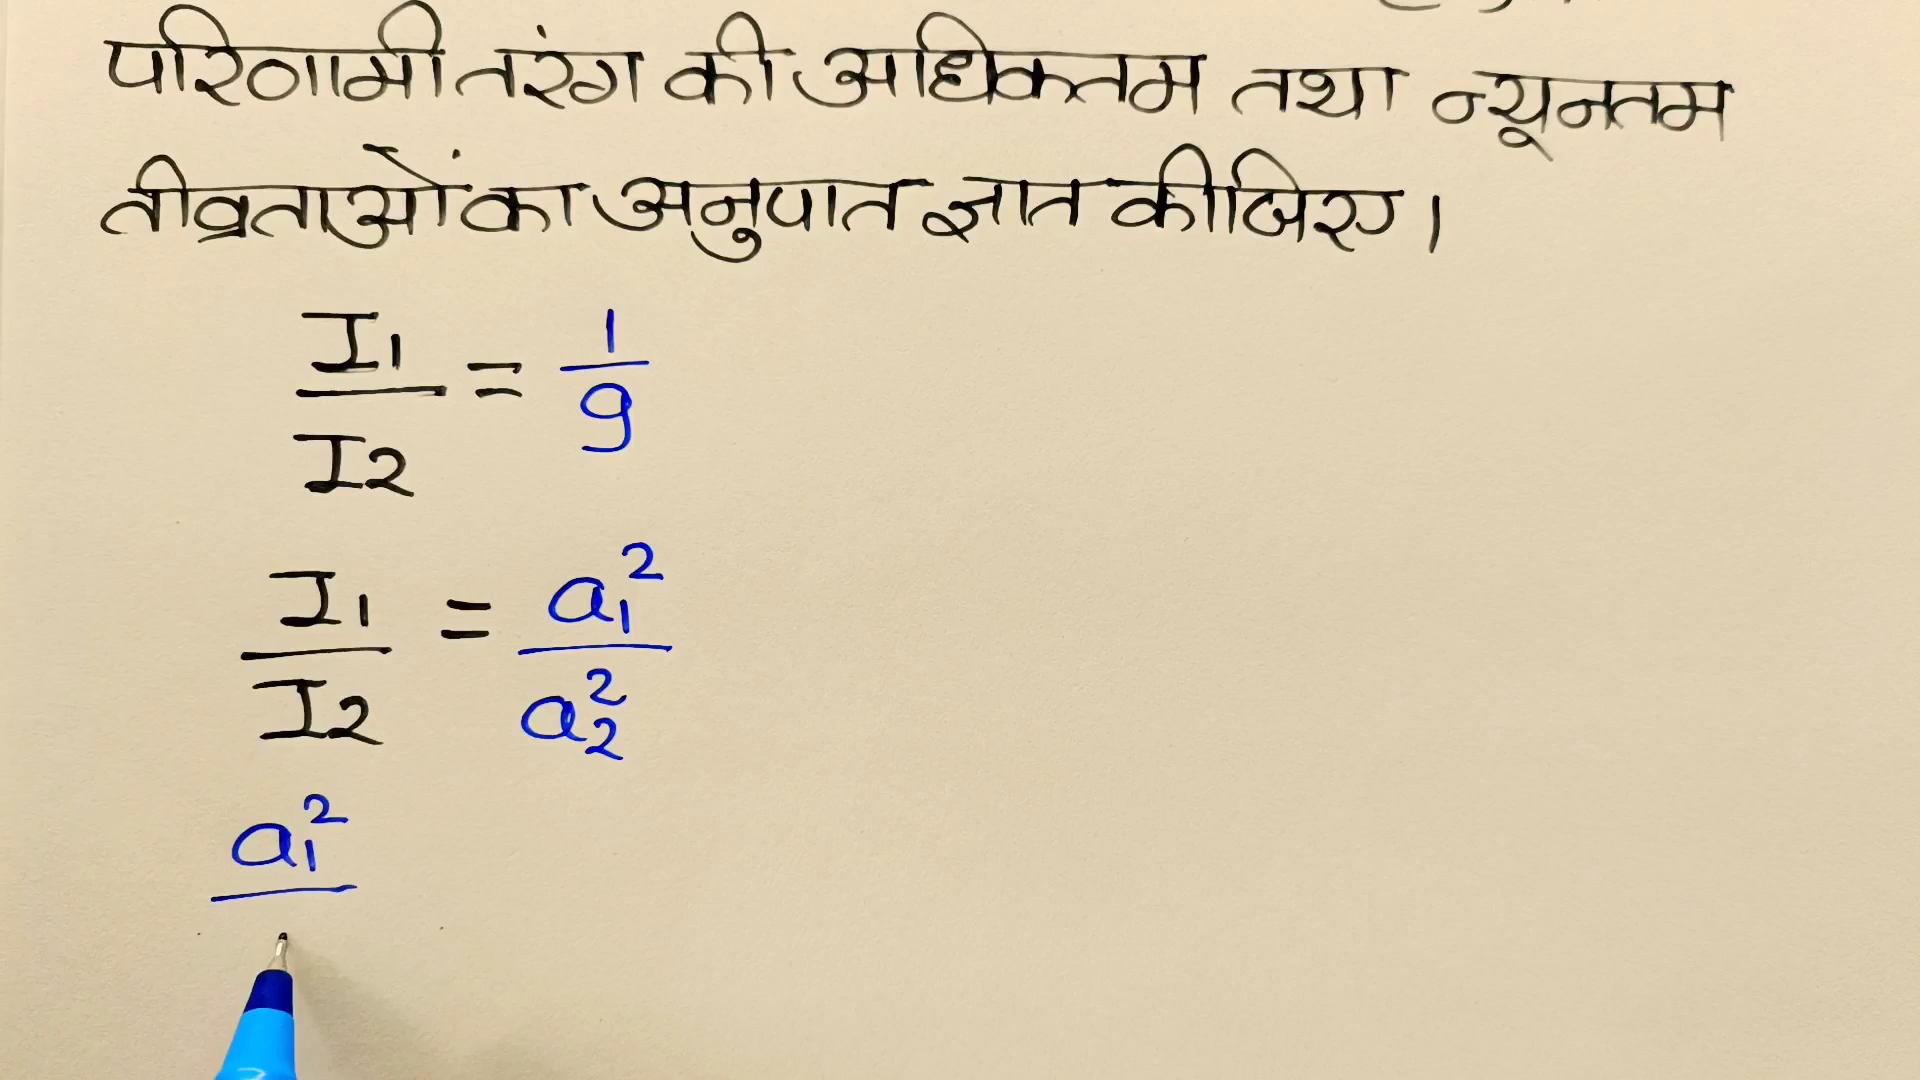 परिणामी तरंग की अधिकतम तथा न्यूनतम
तीव्रताओं का अनुपात ज्ञात कीजिए।
I₁/I₂ = 1/9
I₁/I₂ = a₁²/a₂²
a₁²